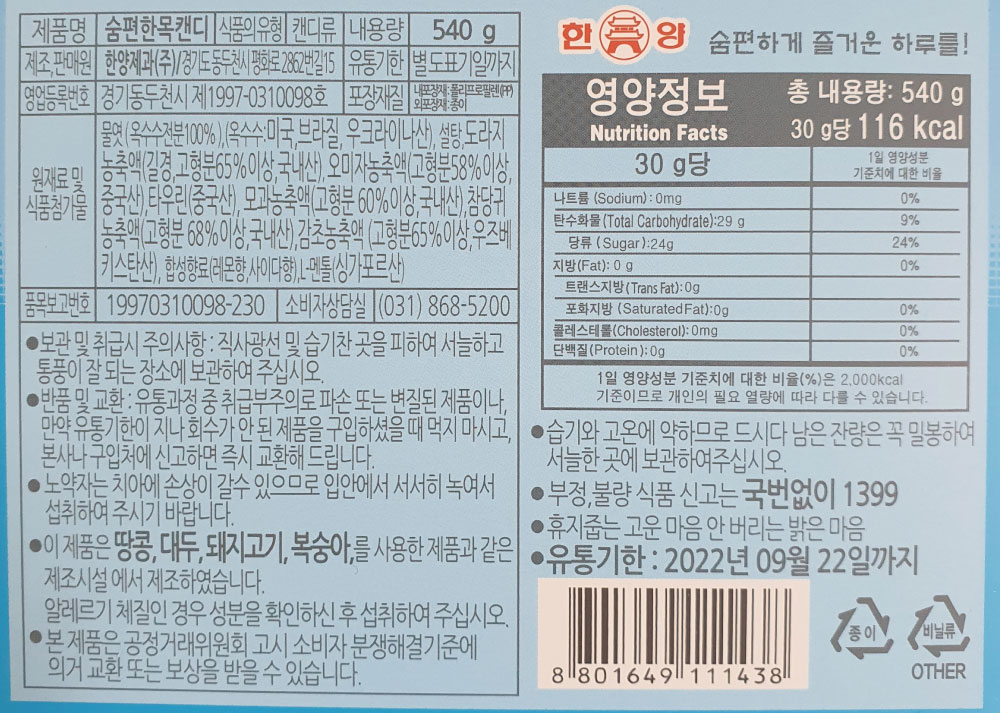 제품명 숨편한목캔디 식품의유형 캔디류 내용량 540 g
제조,판매원 한양제과(주)/경기도 동두천시 평화로2862번길15 유통기한 별도표기일까지
영업등록번호 경기동두천시 제1997-0310098호 포장재질 내포장재:폴리프로필렌(PP)
외포장재:종이
원재료 및
식품첨가물
물엿(옥수수전분100%),(옥수수:미국,브라질, 우크라이나산), 설탕,도라지
농축액(길경,고형분65%이상,국내산), 오미자농축액(고형분58%이상,
중국산),타우린(중국산), 모과농축액(고형분 60%이상,국내산),참당귀
농축액(고형분 68%이상,국내산),감초농축액 (고형분65%이상,우즈베
키스탄산), 합성향료(레몬향,사이다향),L-멘톨(싱가포르산)
품목보고번호 19970310098-230 소비자상담실 (031) 868-5200
●보관 및 취급시 주의사항 : 직사광선 및 습기찬 곳을 피하여 서늘하고
통풍이 잘 되는 장소에 보관하여 주십시오.
●반품 및 교환 : 유통과정 중 취급부주의로 파손 또는 변질된 제품이나,
만약 유통기한이 지나 회수가 안 된 제품을 구입하셨을 때 먹지 마시고,
본사나 구입처에 신고하면 즉시 교환해 드립니다.
● 노약자는 치아에 손상이 갈수 있으므로 입안에서 서서히 녹여서
섭취하여 주시기 바랍니다.
●이 제품은 땅콩, 대두, 돼지고기, 복숭아,를 사용한 제품과 같은
제조시설 에서 제조하였습니다.
알레르기 체질인 경우 성분을 확인하신 후 섭취하여 주십시오.
● 본 제품은 공정거래위원회 고시 소비자 분쟁해결기준에
의거 교환 또는 보상을 받을 수 있습니다.
한양 숨편하게 즐거운 하루를!
영양정보 총 내용량: 540 g
Nutrition Facts 30 g당 116 kcal
30 g당 1일 영양성분
기준치에 대한 비율
나트륨 (Sodium) : 0mg 0%
탄수화물 (Total Carbohydrate):29 g 9%
당류 ( Sugar):24g 24%
지방(Fat): 0 g 0%
트랜스지방 (Trans Fat):0g
포화지방 (Saturated Fat):0g 0%
콜레스테롤(Cholesterol):0mg 0%
단백질(Protein):0g 0%
1일 영양성분 기준치에 대한 비율(%)은 2,000kcal
기준이므로 개인의 필요 열량에 따라 다를 수 있습니다.
●습기와 고온에 약하므로 드시다 남은 잔량은 꼭 밀봉하여
서늘한 곳에 보관하여주십시오.
●부정,불량 식품 신고는 국번없이 1399
●휴지줍는 고운 마음 안 버리는 밝은 마음
●유통기한 : 2022년 09월 22일까지
종이 비닐류
OTHER
8 801649 111438